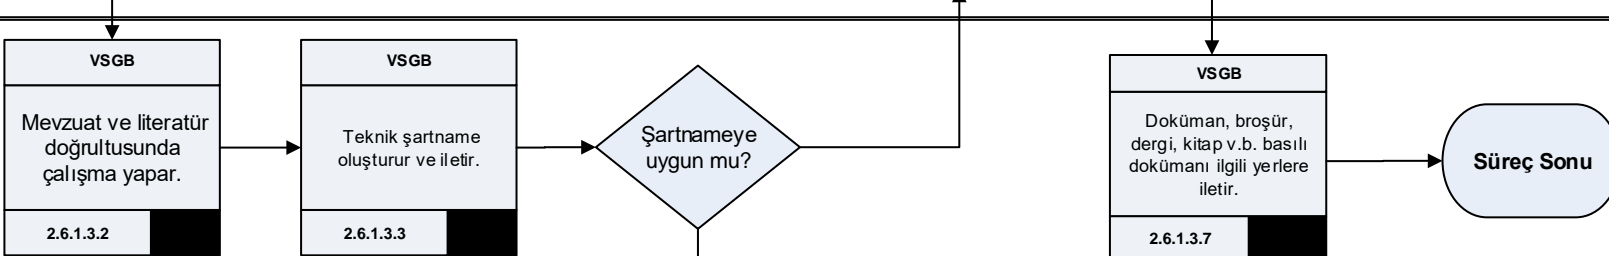 VSGB
Mevzuat ve literatür
doğrultusunda
çalışma yapar.
2.6.1.3.2
VSGB
Teknik şartname
oluşturur ve iletir.
2.6.1.3.3
Şartnameye
uygun mu?
VSGB
Doküman, broşür,
dergi, kitap v.b. basılı
dokümanı ilgili yerlere
iletir.
2.6.1.3.7
Süreç Sonu